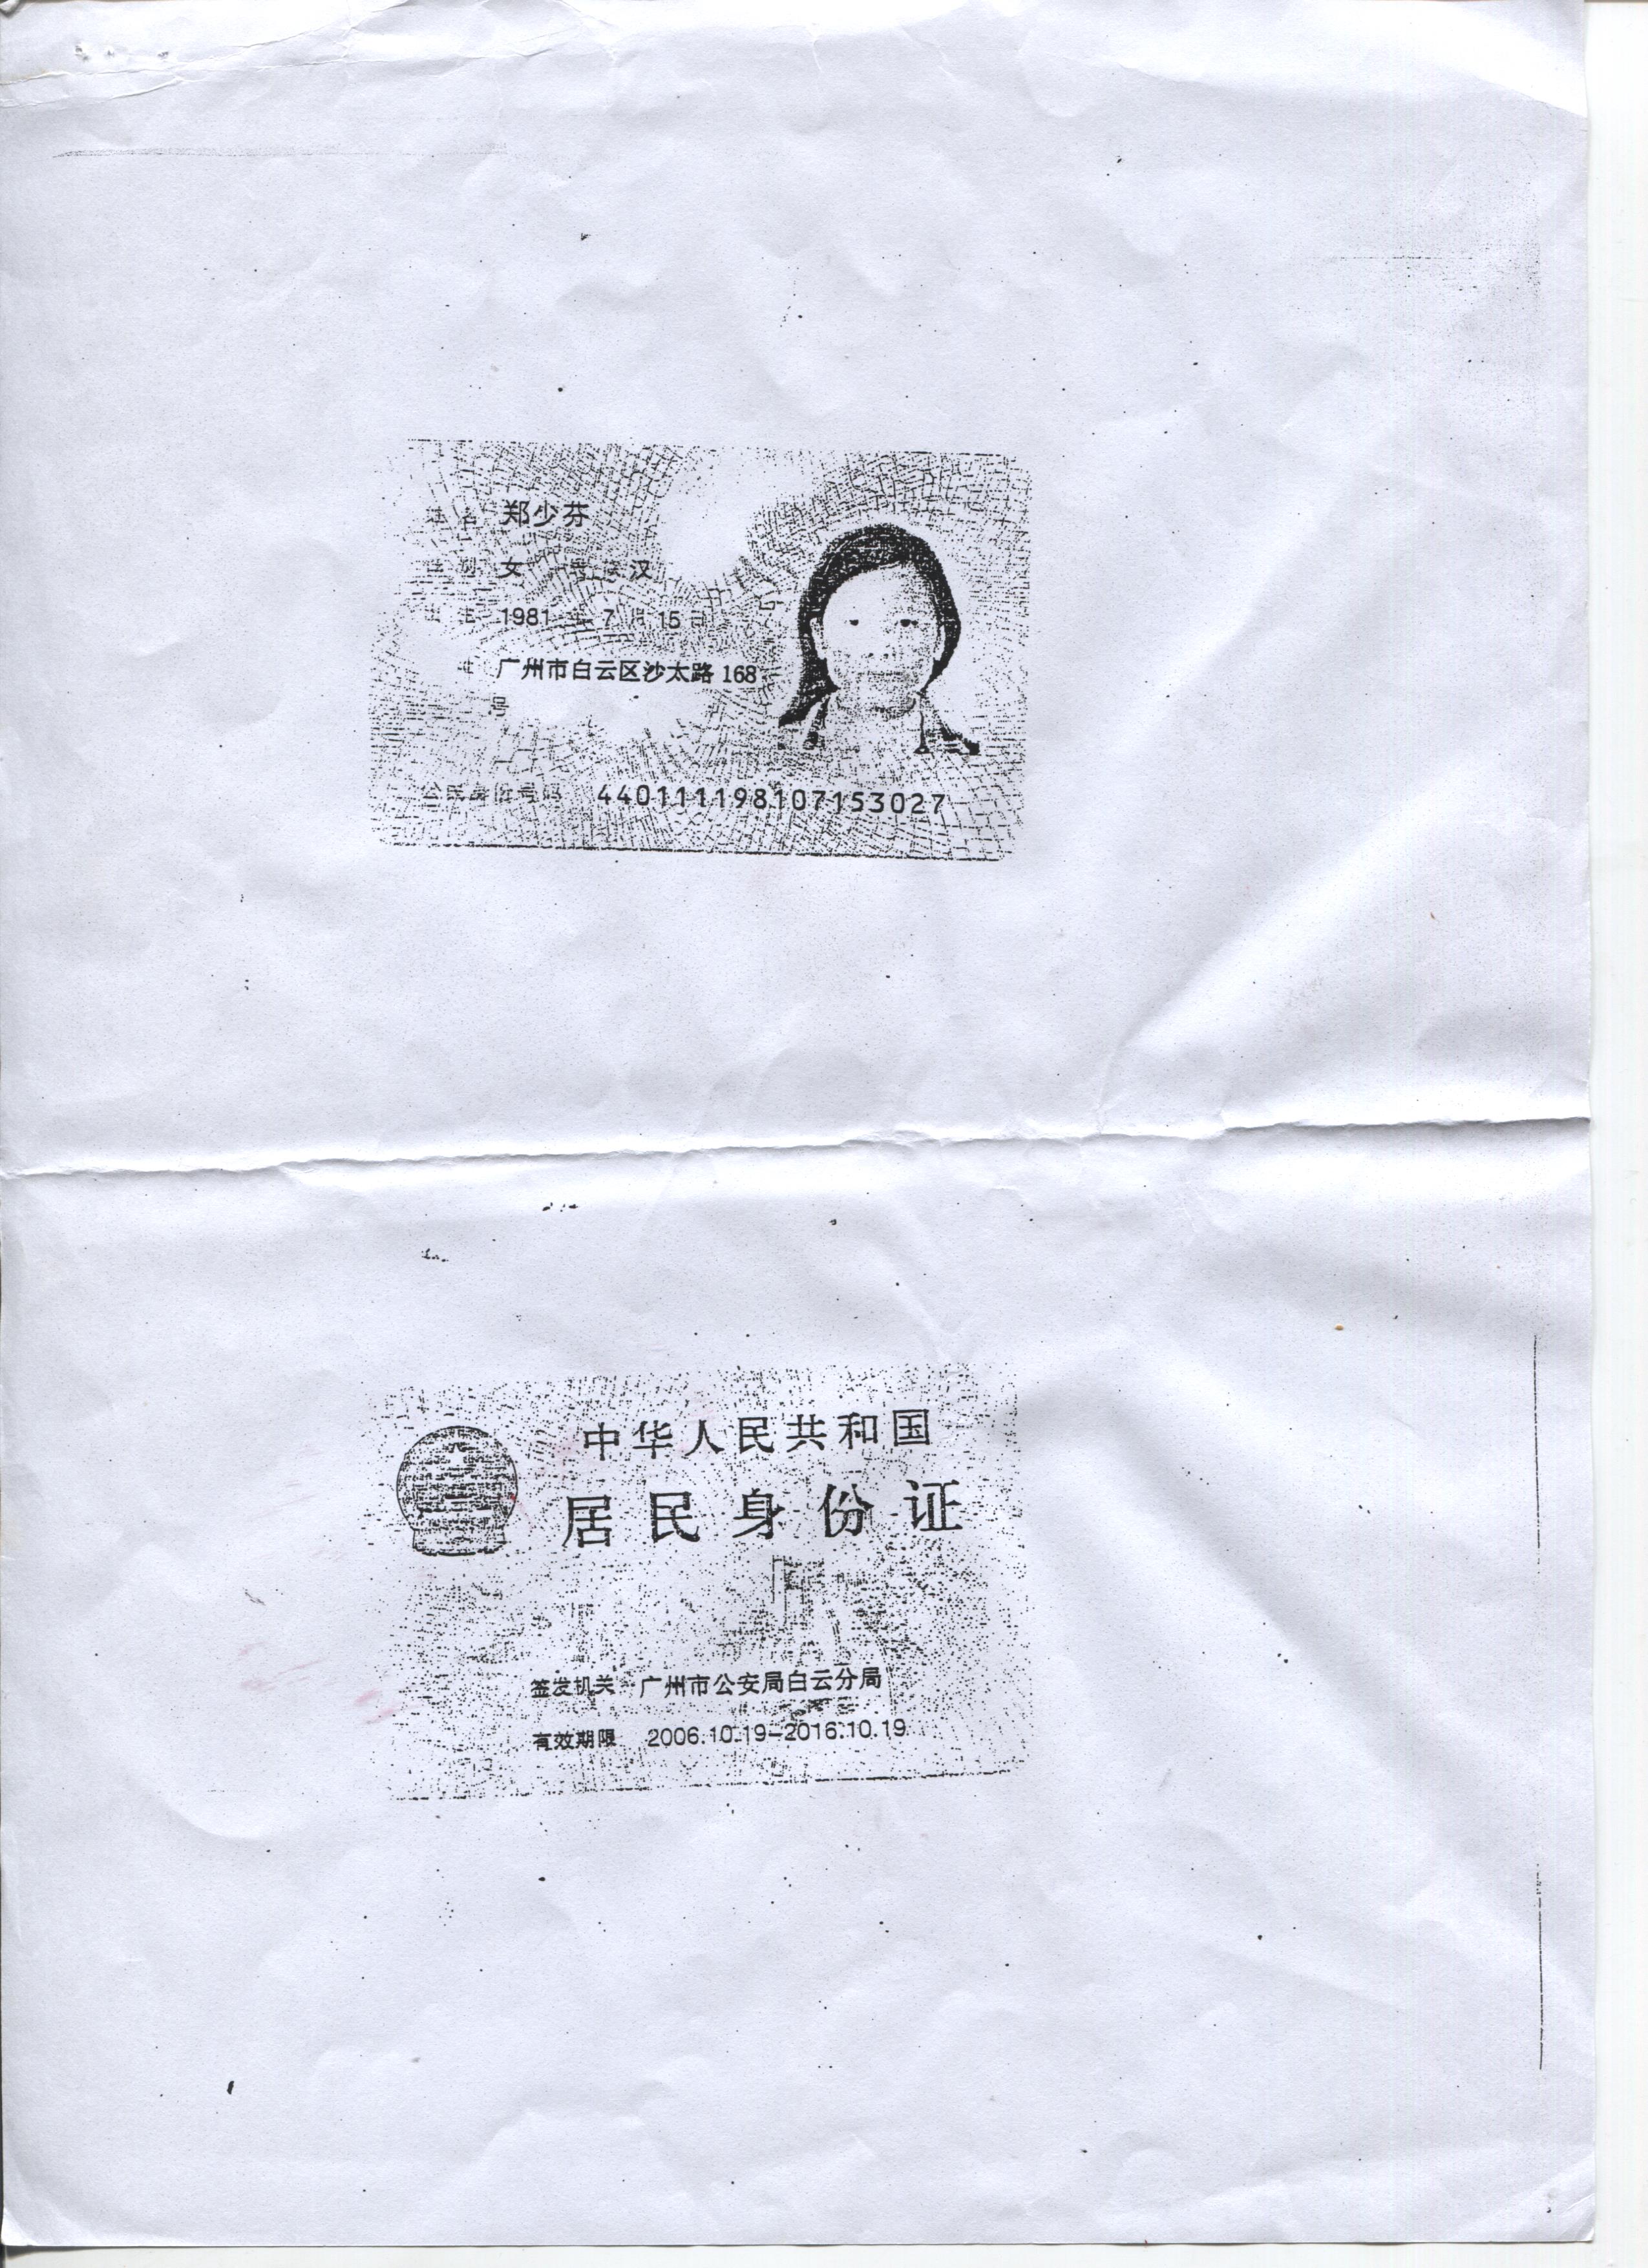 姓名 郑少芬
性别 女 民族 汉
出生 1981 年 7 月 15 日
住址 广州市白云区沙太路 168
号
公民身份号码 440111198107153027
中华人民共和国
居民身份证
签发机关 广州市公安局白云分局
有效期限 2006.10.19-2016.10.19